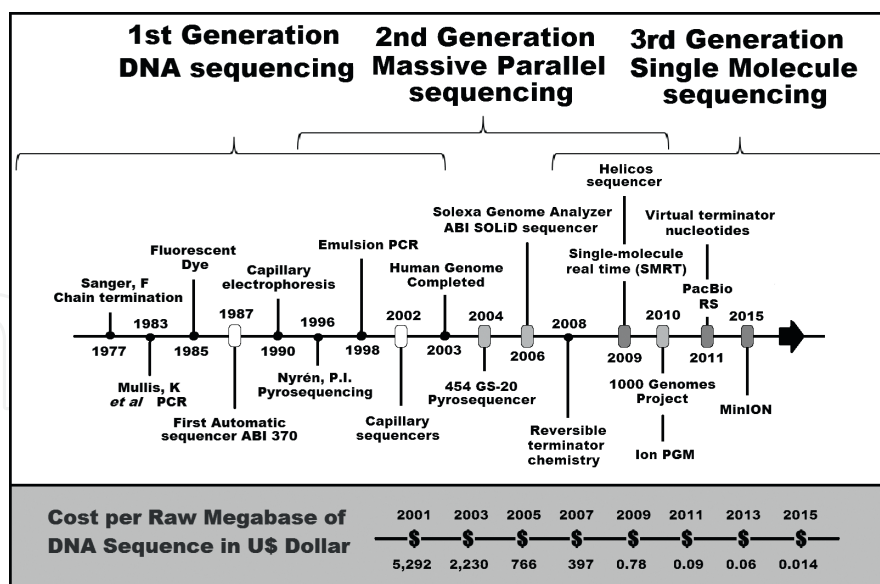 1st Generation
DNA sequencing
2nd Generation
Massive Parallel
sequencing
3rd Generation
Single Molecule
sequencing
Sanger, F
Chain termination
1977
1983
Mullis, K
et al PCR
Fluorescent
Dye
1985
1987
First Automatic
sequencer ABI 370
Capillary
electrophoresis
1990
1996
Nyrén, P.I.
Pyrosequencing
Emulsion PCR
1998
2002
Capillary
sequencers
Human Genome
Completed
2003
2004
454 GS-20
Pyrosequencer
Solexa Genome Analyzer
ABI SOLiD sequencer
2006
2008
Reversible
terminator
chemistry
Helicos
sequencer
Single-molecule
real time (SMRT)
2009
2010
1000 Genomes
Project
Ion PGM
Virtual terminator
nucleotides
PacBio
RS
2011
2015
MinION
Cost per Raw Megabase of
DNA Sequence in U$ Dollar
2001 2003 2005 2007 2009 2011 2013 2015
$ $ $ $ $ $ $ $
5,292 2,230 766 397 0.78 0.09 0.06 0.014